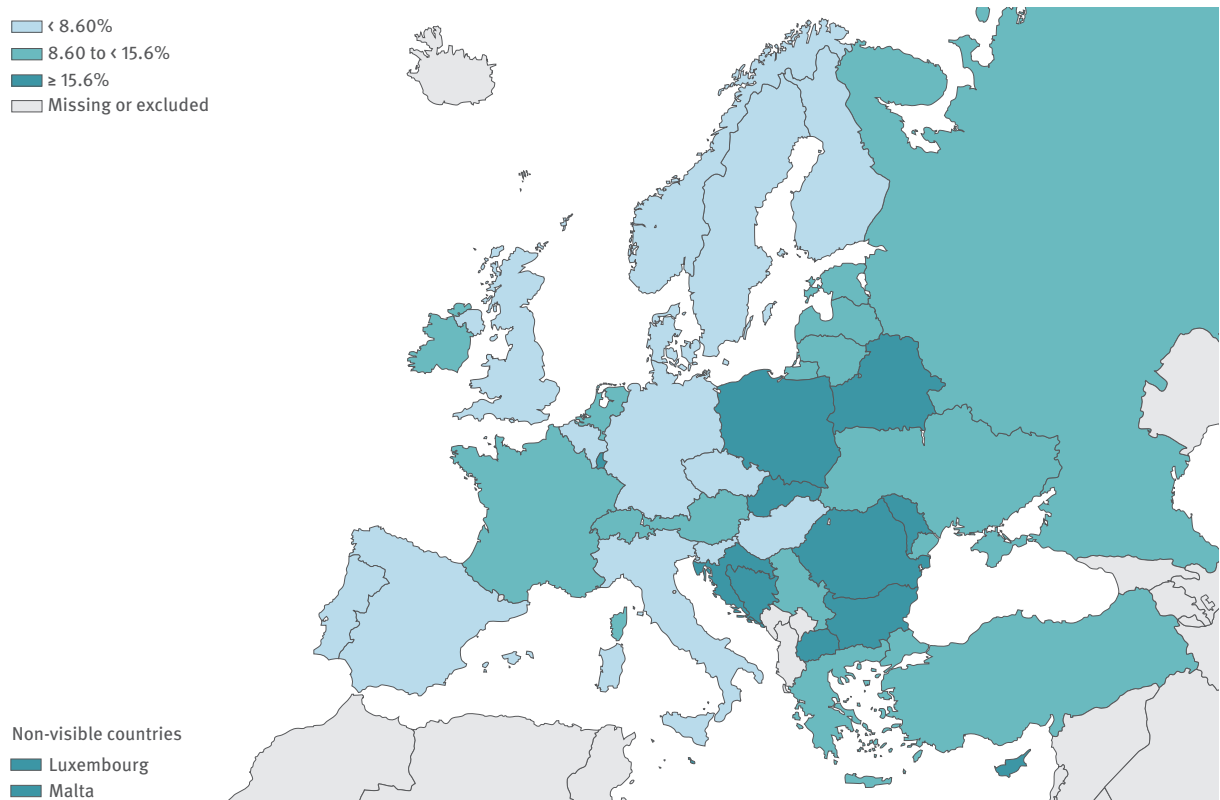 < 8.60%
8.60 to < 15.6%
≥ 15.6%
Missing or excluded
Non-visible countries
Luxembourg
Malta